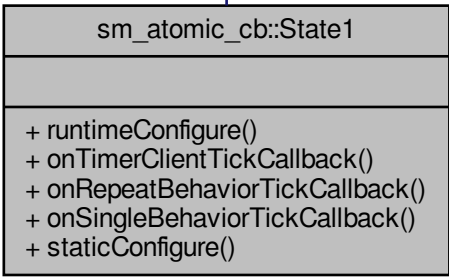 sm_atomic_cb::State1
+ runtimeConfigure()
+ onTimerClientTickCallback()
+ onRepeatBehaviorTickCallback()
+ onSingleBehaviorTickCallback()
+ staticConfigure()